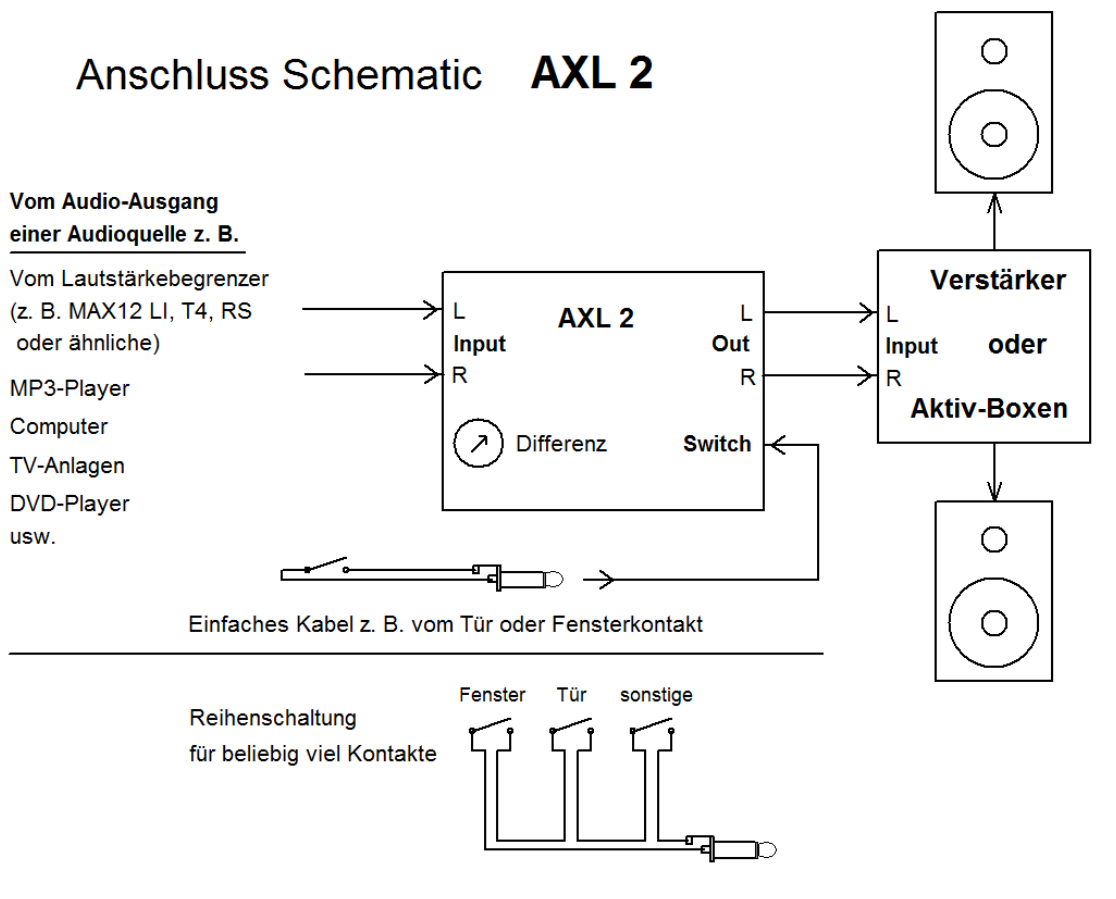 Anschluss Schematic AXL 2
Vom Audio-Ausgang
einer Audioquelle z. B.
Vom Lautstärkebegrenzer
(z. B. MAX12 LI, T4, RS
oder ähnliche)
MP3-Player
Computer
TV-Anlagen
DVD-Player
usw.
L
AXL 2
L
Input
Out
R
R
Differenz
Switch
Verstärker
L
Input
oder
R
Aktiv-Boxen
Einfaches Kabel z. B. vom Tür oder Fensterkontakt
Fenster Tür sonstige
Reihenschaltung
für beliebig viel Kontakte